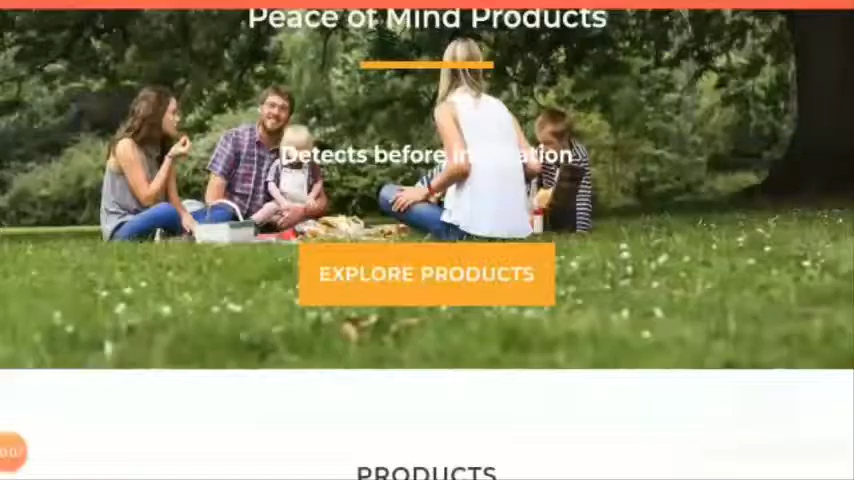 Peace of Mind Products
Detects before
EXPLORE PRODUCTS
PRODUCTS